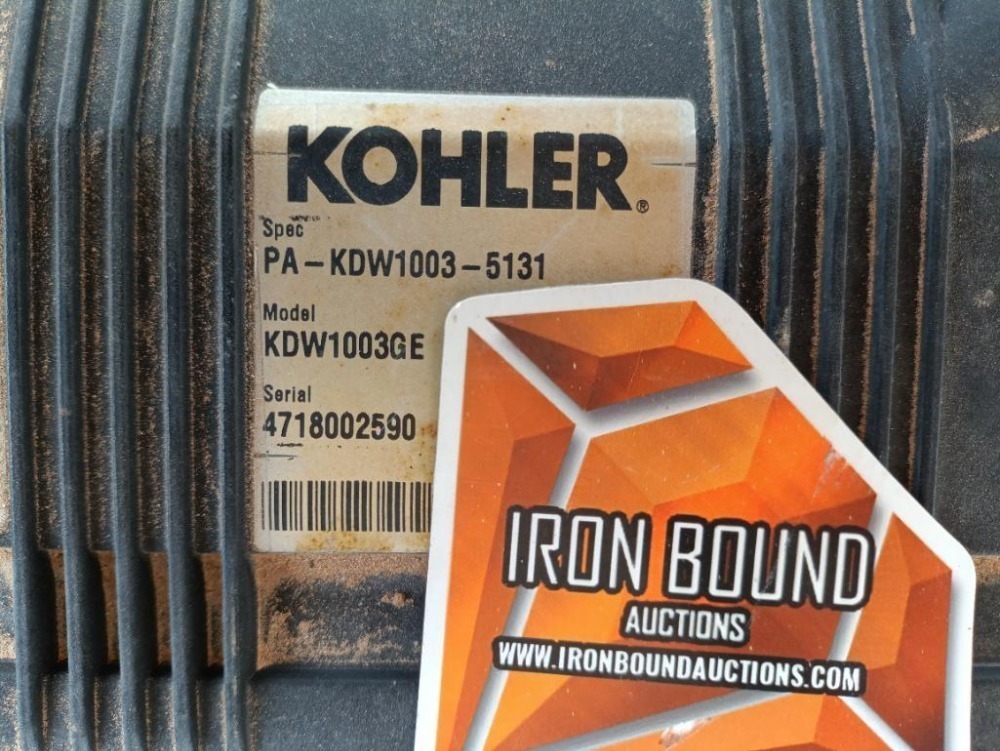 KOHLER®
Spec
PA-KDW1003-5131
Model
KDW1003GE
Serial
4718002590
IRON BOUND
AUCTIONS
WWW.IRONBOUNDAUCTIONS.COM